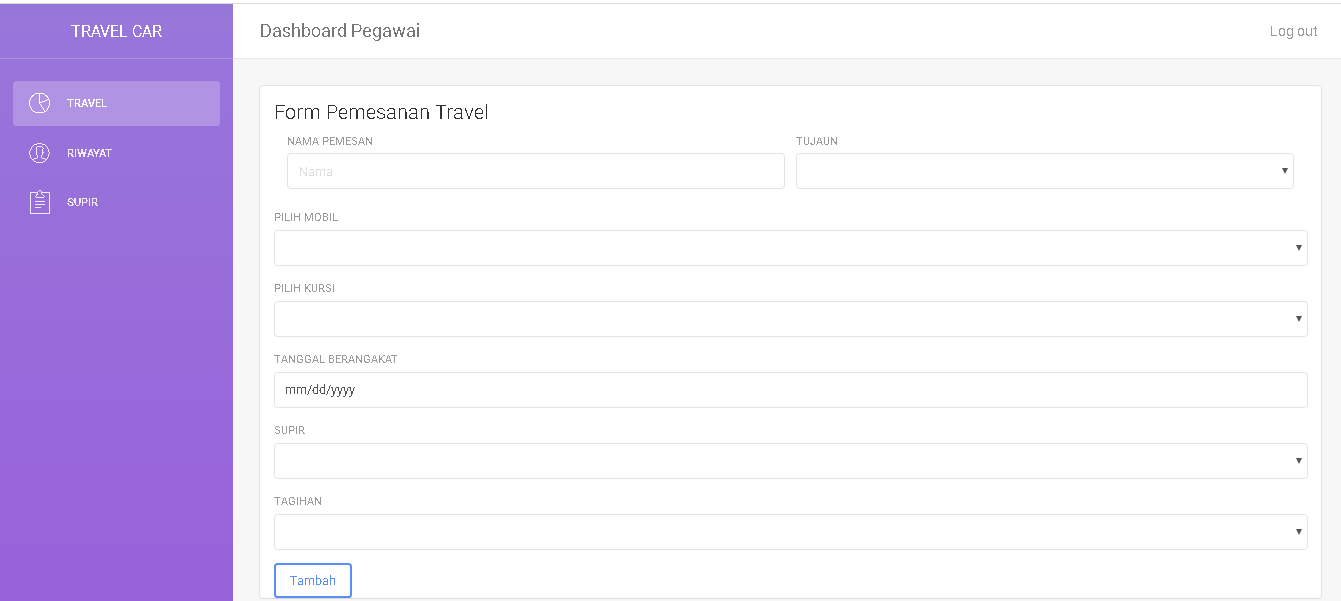 TRAVEL CAR
Dashboard Pegawai
Log out
TRAVEL
RIWAYAT
SUPIR
Form Pemesanan Travel
NAMA PEMESAN
TUJAUN
Nama
PILIH MOBIL
PILIH KURSI
TANGGAL BERANGAKAT
mm/dd/yyyy
SUPIR
TAGIHAN
Tambah